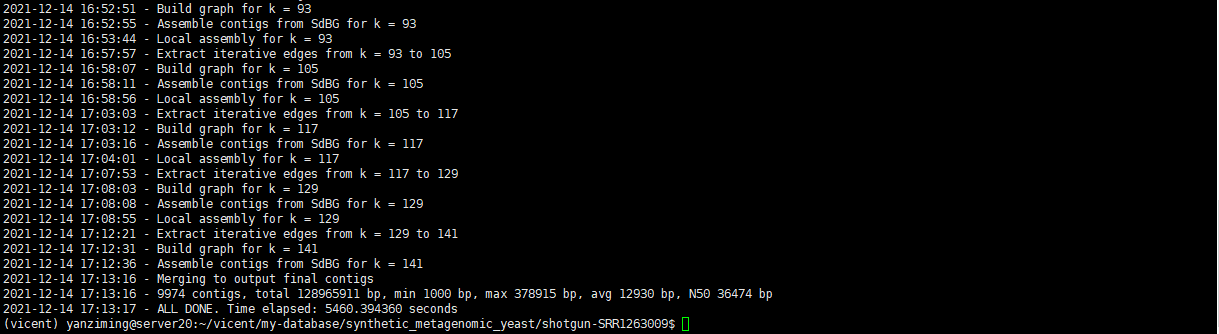 2021-12-14 16:52:51 - Build graph for k = 93
2021-12-14 16:52:55 - Assemble contigs from SdBG for k = 93
2021-12-14 16:53:44 - Local assembly for k = 93
2021-12-14 16:57:57 - Extract iterative edges from k = 93 to 105
2021-12-14 16:58:07 - Build graph for k = 105
2021-12-14 16:58:11 - Assemble contigs from SdBG for k = 105
2021-12-14 16:58:56 - Local assembly for k = 105
2021-12-14 17:03:03 - Extract iterative edges from k = 105 to 117
2021-12-14 17:03:12 - Build graph for k = 117
2021-12-14 17:03:16 - Assemble contigs from SdBG for k = 117
2021-12-14 17:04:01 - Local assembly for k = 117
2021-12-14 17:07:53 - Extract iterative edges from k = 117 to 129
2021-12-14 17:08:03 - Build graph for k = 129
2021-12-14 17:08:08 - Assemble contigs from SdBG for k = 129
2021-12-14 17:08:55 - Local assembly for k = 129
2021-12-14 17:12:21 - Extract iterative edges from k = 129 to 141
2021-12-14 17:12:31 - Build graph for k = 141
2021-12-14 17:12:36 - Assemble contigs from SdBG for k = 141
2021-12-14 17:13:16 - Merging to output final contigs
2021-12-14 17:13:16 - 9974 contigs, total 128965911 bp, min 1000 bp, max 378915 bp, avg 12930 bp, N50 36474 bp
2021-12-14 17:13:17 - ALL DONE. Time elapsed: 5460.394360 seconds
(vicent) yanziming@server20:~/vicent/my-database/synthetic_metagenomic_yeast/shotgun-SRR1263009$